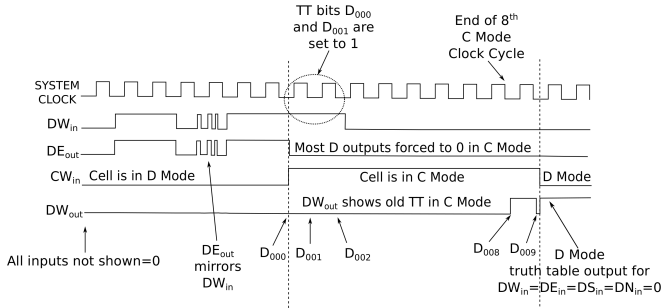 TT bits D₀₀₀
and D₀₀₁ are
set to 1
End of 8ᵗʰ
C Mode
Clock Cycle
SYSTEM
CLOCK
DWᵢₙ
DEₒᵤₜ
Most D outputs forced to 0 in C Mode
CWᵢₙ
Cell is in D Mode
Cell is in C Mode
D Mode
DWₒᵤₜ
DWₒᵤₜ shows old TT in C Mode
All inputs not shown=0
DEₒᵤₜ
mirrors
DWᵢₙ
D₀₀₀
D₀₀₁
D₀₀₂
D₀₀₈
D₀₀₉
D Mode
truth table output for
DWᵢₙ=DEᵢₙ=DSᵢₙ=DNᵢₙ=0